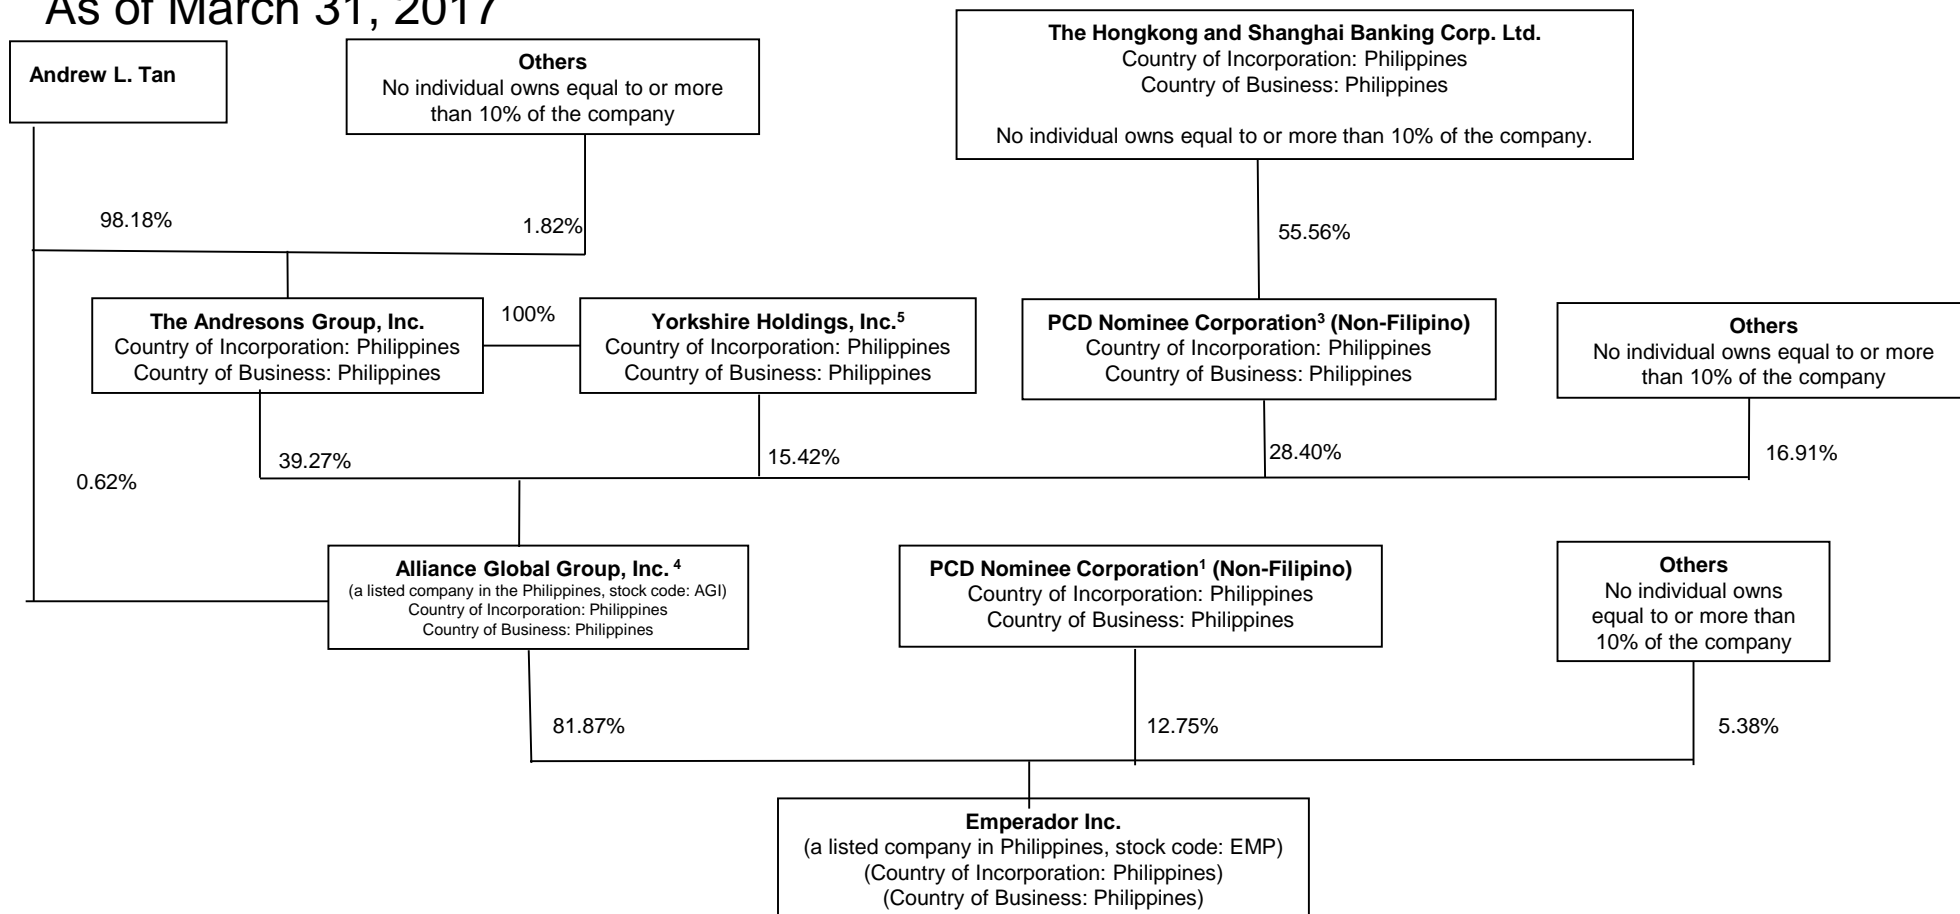 As of March 31, 2017
Andrew L. Tan
Others
No individual owns equal to or more
than 10% of the company
The Hongkong and Shanghai Banking Corp. Ltd.
Country of Incorporation: Philippines
Country of Business: Philippines
No individual owns equal to or more than 10% of the company.
98.18%
1.82%
55.56%
The Andresons Group, Inc.
Country of Incorporation: Philippines
Country of Business: Philippines
100%
Yorkshire Holdings, Inc.⁵
Country of Incorporation: Philippines
Country of Business: Philippines
PCD Nominee Corporation³ (Non-Filipino)
Country of Incorporation: Philippines
Country of Business: Philippines
Others
No individual owns equal to or more
than 10% of the company
0.62%
39.27%
15.42%
28.40%
16.91%
Alliance Global Group, Inc. ⁴
(a listed company in the Philippines, stock code: AGI)
Country of Incorporation: Philippines
Country of Business: Philippines
PCD Nominee Corporation¹ (Non-Filipino)
Country of Incorporation: Philippines
Country of Business: Philippines
Others
No individual owns
equal to or more than
10% of the company
81.87%
12.75%
5.38%
Emperador Inc.
(a listed company in Philippines, stock code: EMP)
(Country of Incorporation: Philippines)
(Country of Business: Philippines)